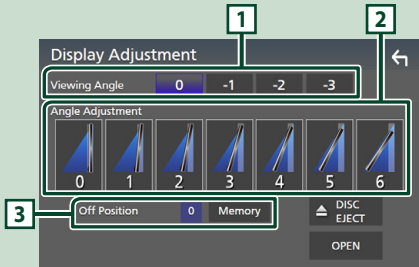 1
2
Display Adjustment
Viewing Angle 0 -1 -2 -3
Angle Adjustment
0 1 2 3 4 5 6
3
Off Position 0 Memory
DISC
EJECT
OPEN